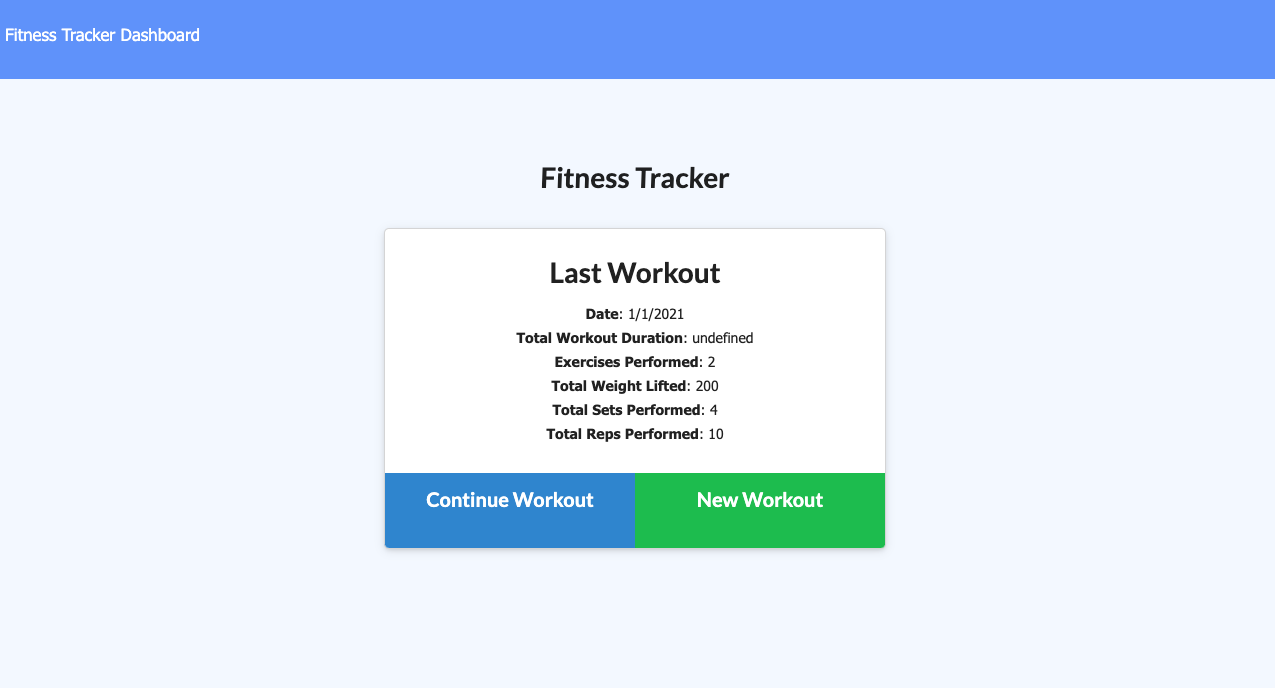 Fitness Tracker Dashboard
Fitness Tracker
Last Workout
Date: 1/1/2021
Total Workout Duration: undefined
Exercises Performed: 2
Total Weight Lifted: 200
Total Sets Performed: 4
Total Reps Performed: 10
Continue Workout
New Workout